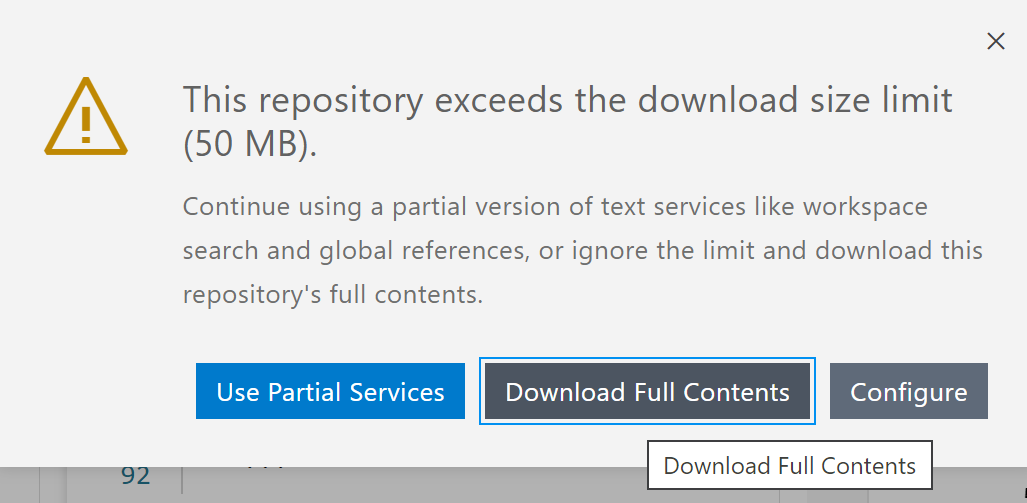 This repository exceeds the download size limit
(50 MB).
Continue using a partial version of text services like workspace
search and global references, or ignore the limit and download this
repository's full contents.
Use Partial Services
Download Full Contents
Configure
Download Full Contents
92